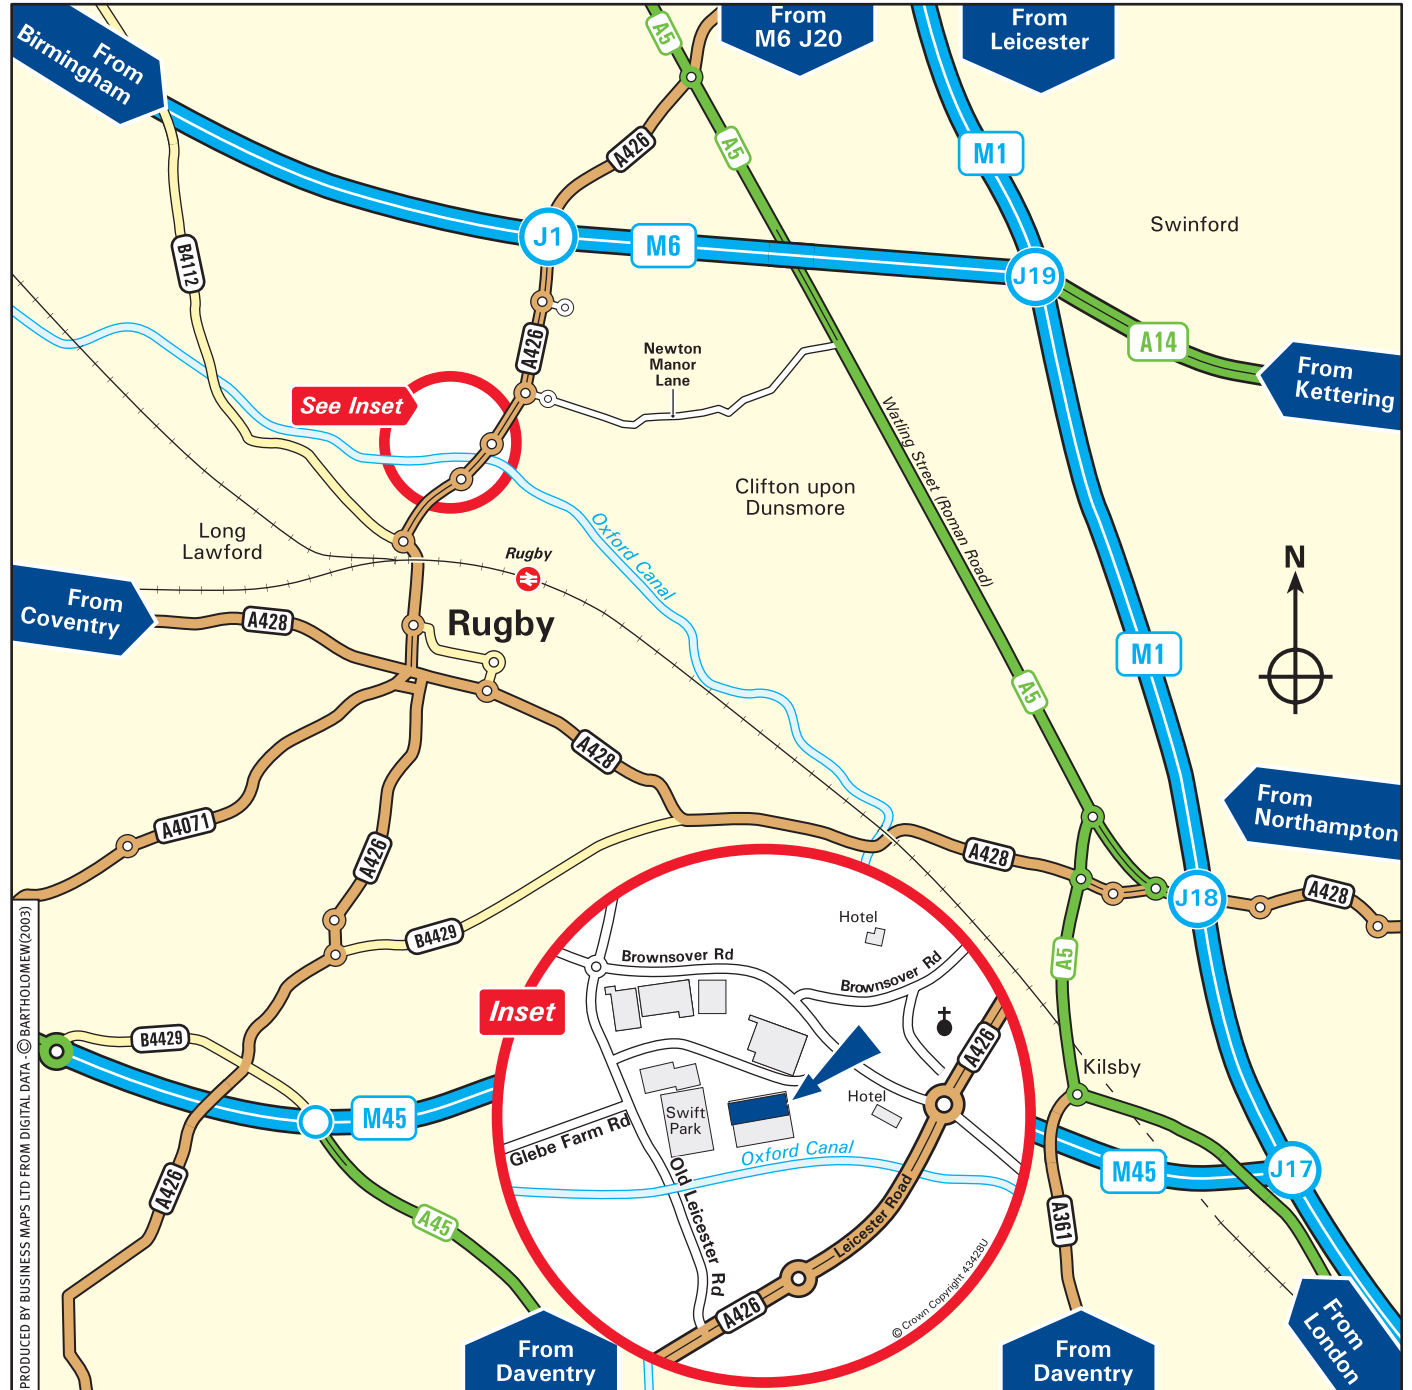 From
Birmingham
From
M6 J20
From
Leicester
A5
A426
A5
M1
Swinford
J1
M6
J19
B4112
A426
A14
From
Kettering
Newton
Manor
Lane
See Inset
Watling Street (Roman Road)
Clifton upon
Dunsmore
Long
Lawford
Oxford Canal
Rugby
N
From
Coventry
A428
Rugby
M1
A5
A428
From
Northampton
A4071
A426
A428
J18
A428
B4429
A5
Hotel
Brownsover Rd
Brownsover Rd
Inset
A426
B4429
Kilsby
M45
Swift
Park
Hotel
Glebe Farm Rd
Oxford Canal
M45
J17
Old Leicester Rd
A426
A45
Leicester Road
A361
A426
© Crown Copyright 43428U
From
Daventry
From
Daventry
From
London
PRODUCED BY BUSINESS MAPS LTD FROM DIGITAL DATA - © BARTHOLOMEW(2003)